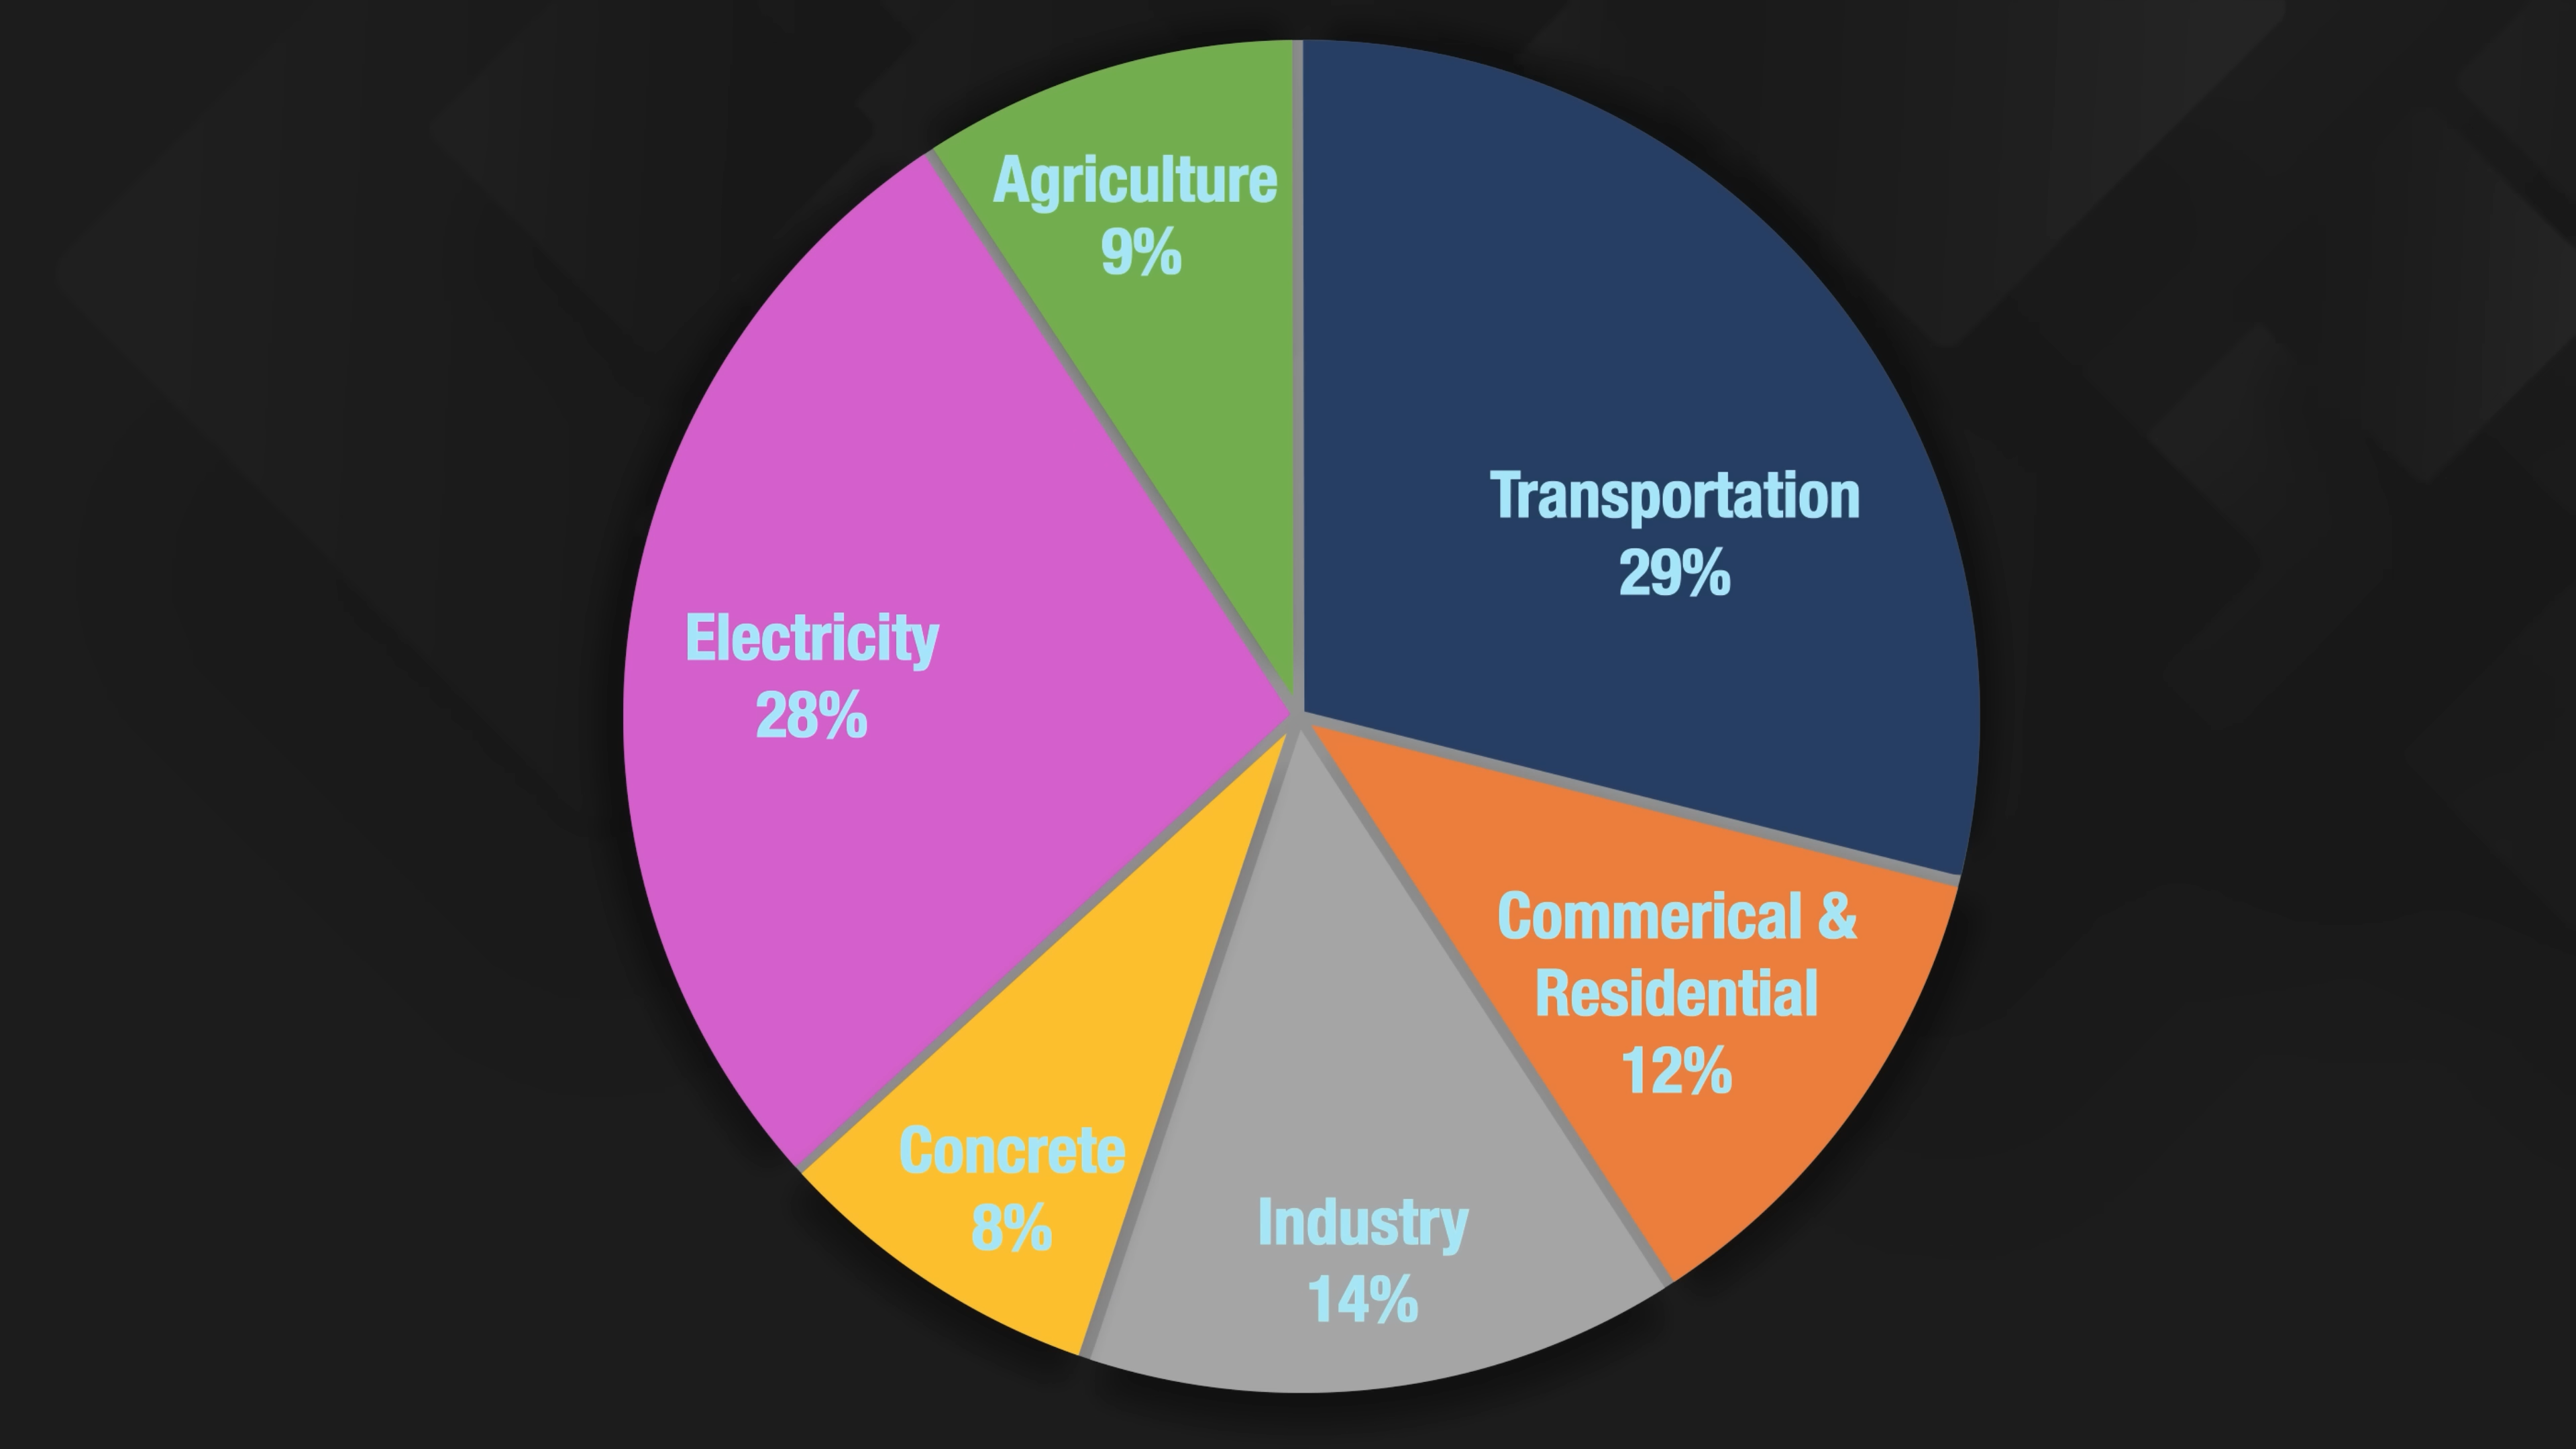 Agriculture
9%
Transportation
29%
Electricity
28%
Commerical &
Residential
12%
Concrete
8%
Industry
14%